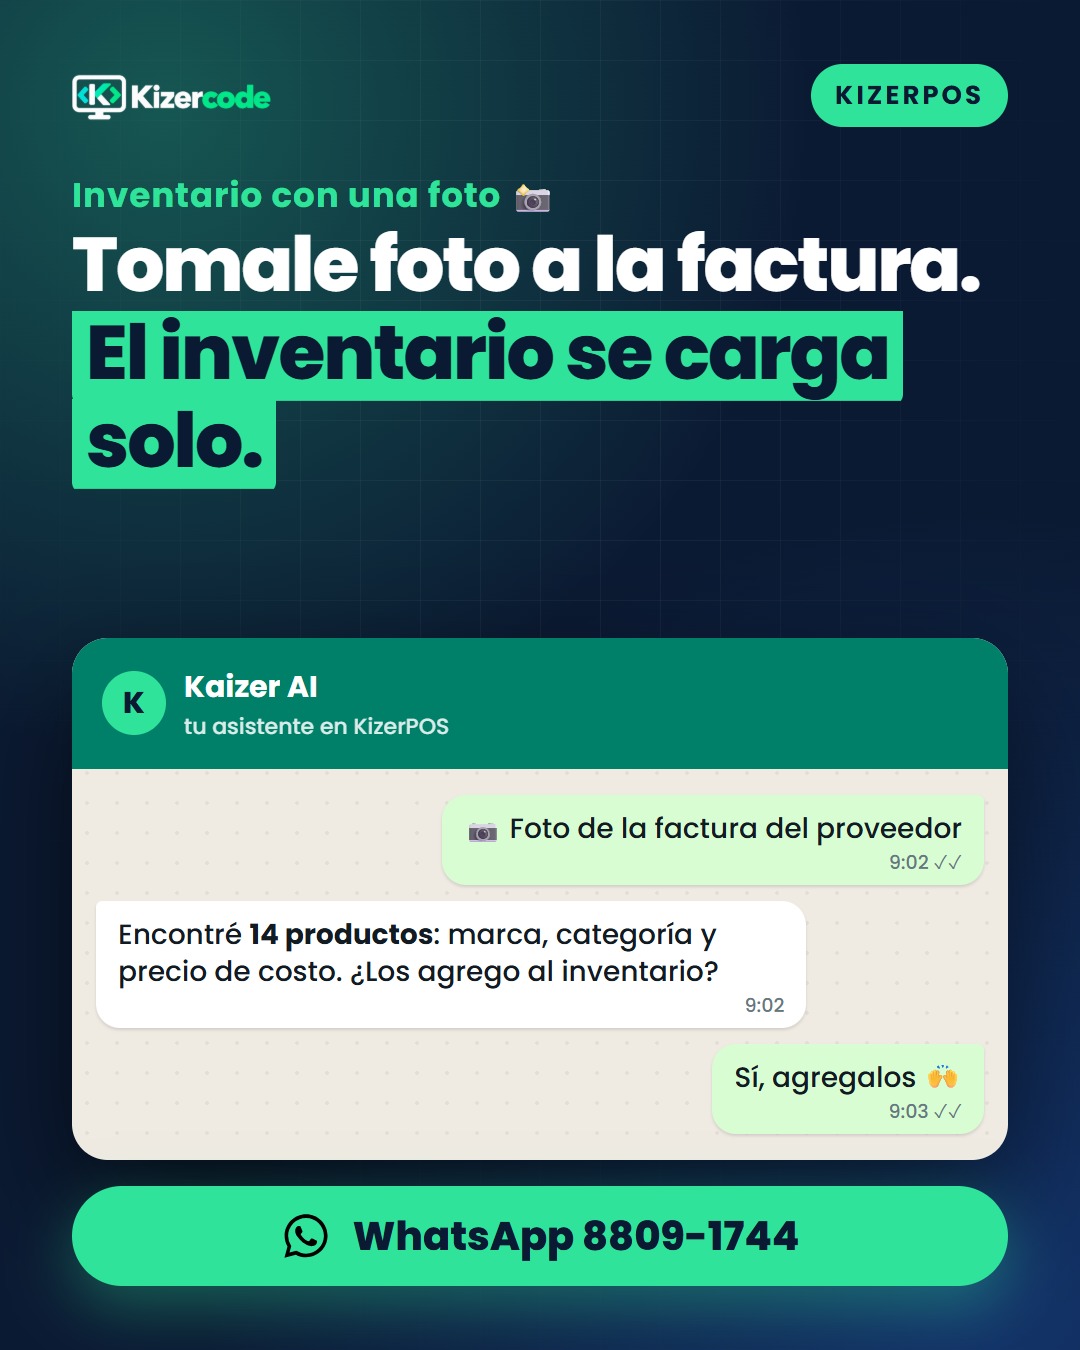 Kizercode
KIZERPOS
Inventario con una foto 📸
Tomale foto a la factura.
El inventario se carga
solo.
K
Kaizer AI
tu asistente en KizerPOS
📷 Foto de la factura del proveedor
9:02 ✓✓
Encontré 14 productos: marca, categoría y
precio de costo. ¿Los agrego al inventario?
9:02
Sí, agregalos 🙌
9:03 ✓✓
WhatsApp 8809-1744